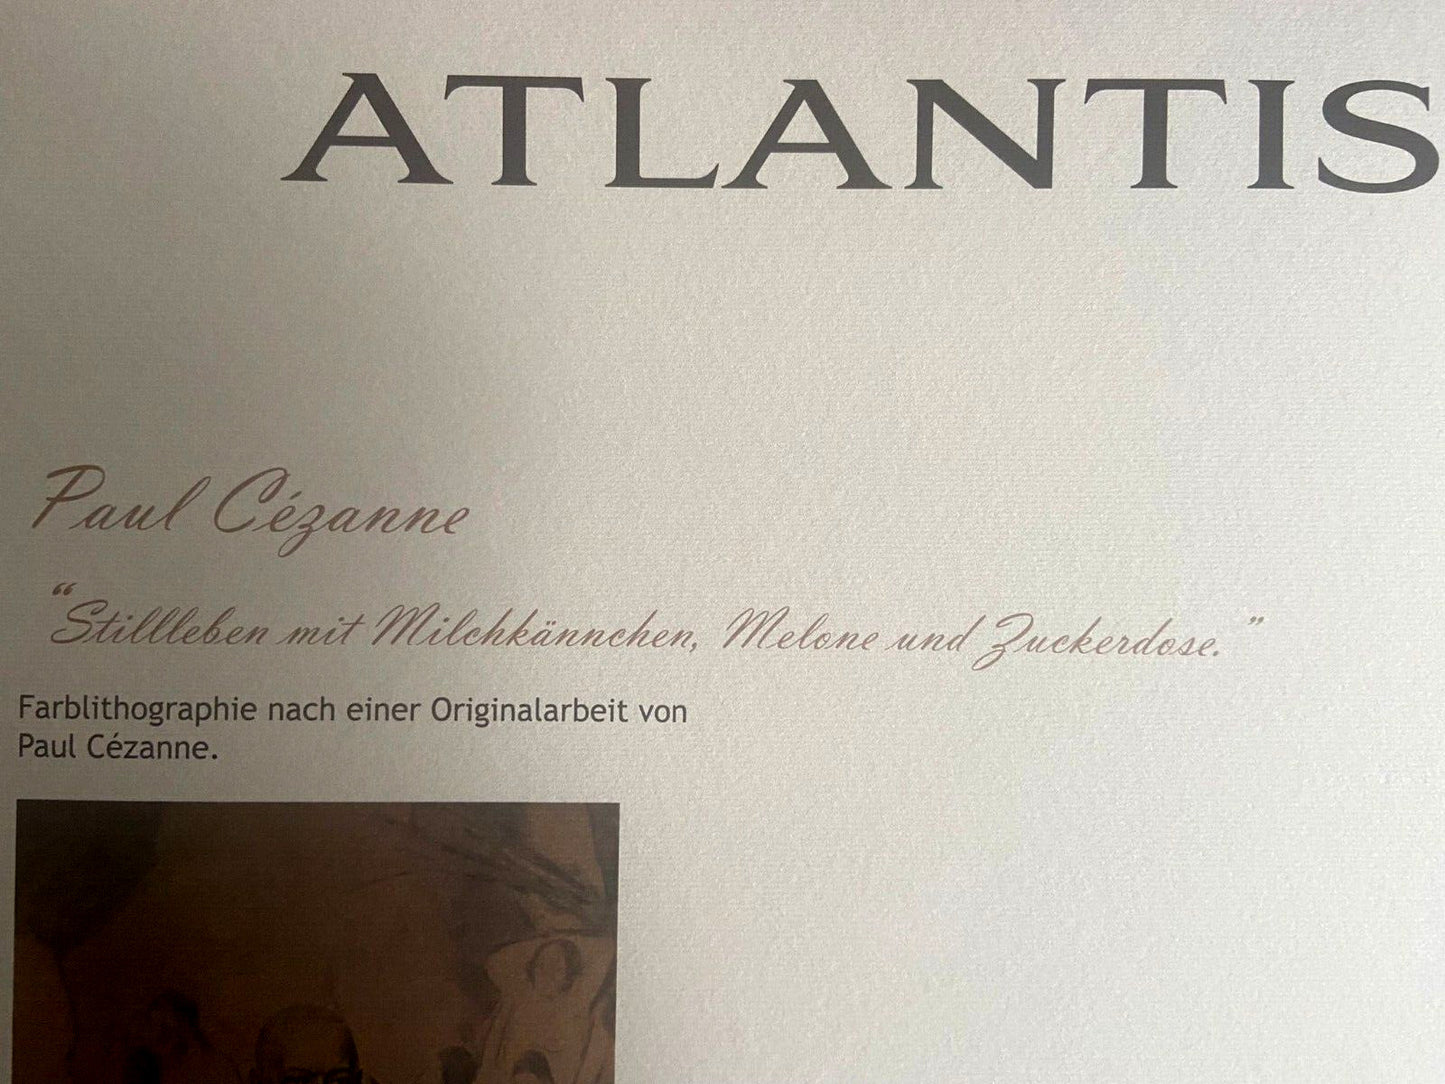 ATLANTIS
Paul Cézanne
“Stillleben mit Milchkännchen, Melone und Zuckerdose.”
Farblithographie nach einer Originalarbeit von
Paul Cézanne.